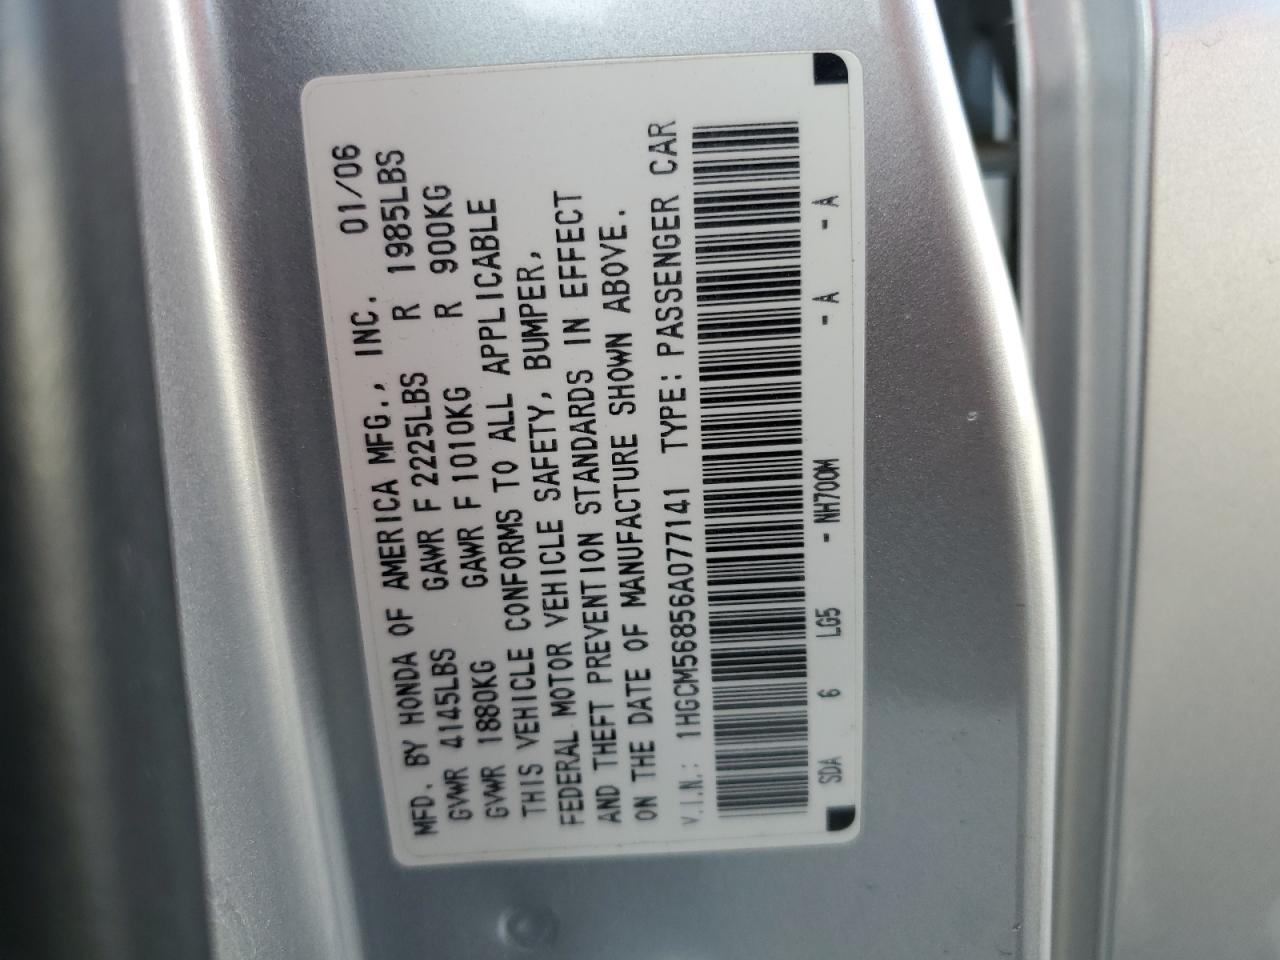 MFD. BY HONDA OF AMERICA MFG., INC. 01/06
GVWR 4145LBS GAWR F 2225LBS R 1985LBS
GVWR 1880KG GAWR F 1010KG R 900KG
THIS VEHICLE CONFORMS TO ALL APPLICABLE
FEDERAL MOTOR VEHICLE SAFETY, BUMPER,
AND THEFT PREVENTION STANDARDS IN EFFECT
ON THE DATE OF MANUFACTURE SHOWN ABOVE.
V.I.N.: 1HGCM56856A077141 TYPE: PASSENGER CAR
SDA 6 LG5 - NH700M - A - A